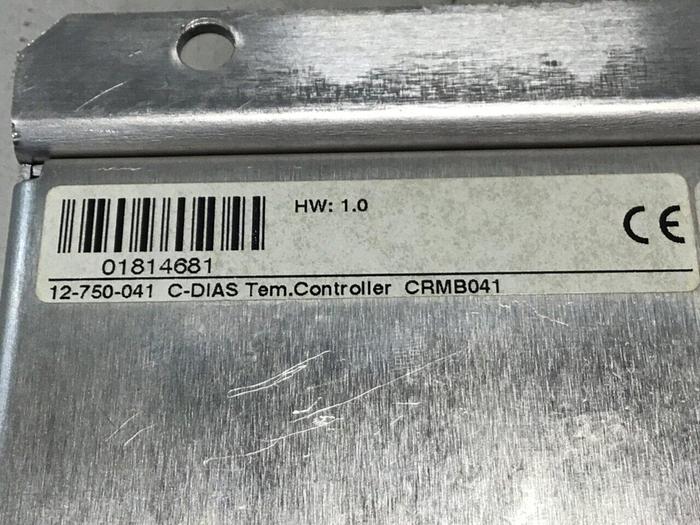 HW: 1.0
CE
01814681
12-750-041 C-DIAS Tem.Controller CRMB041